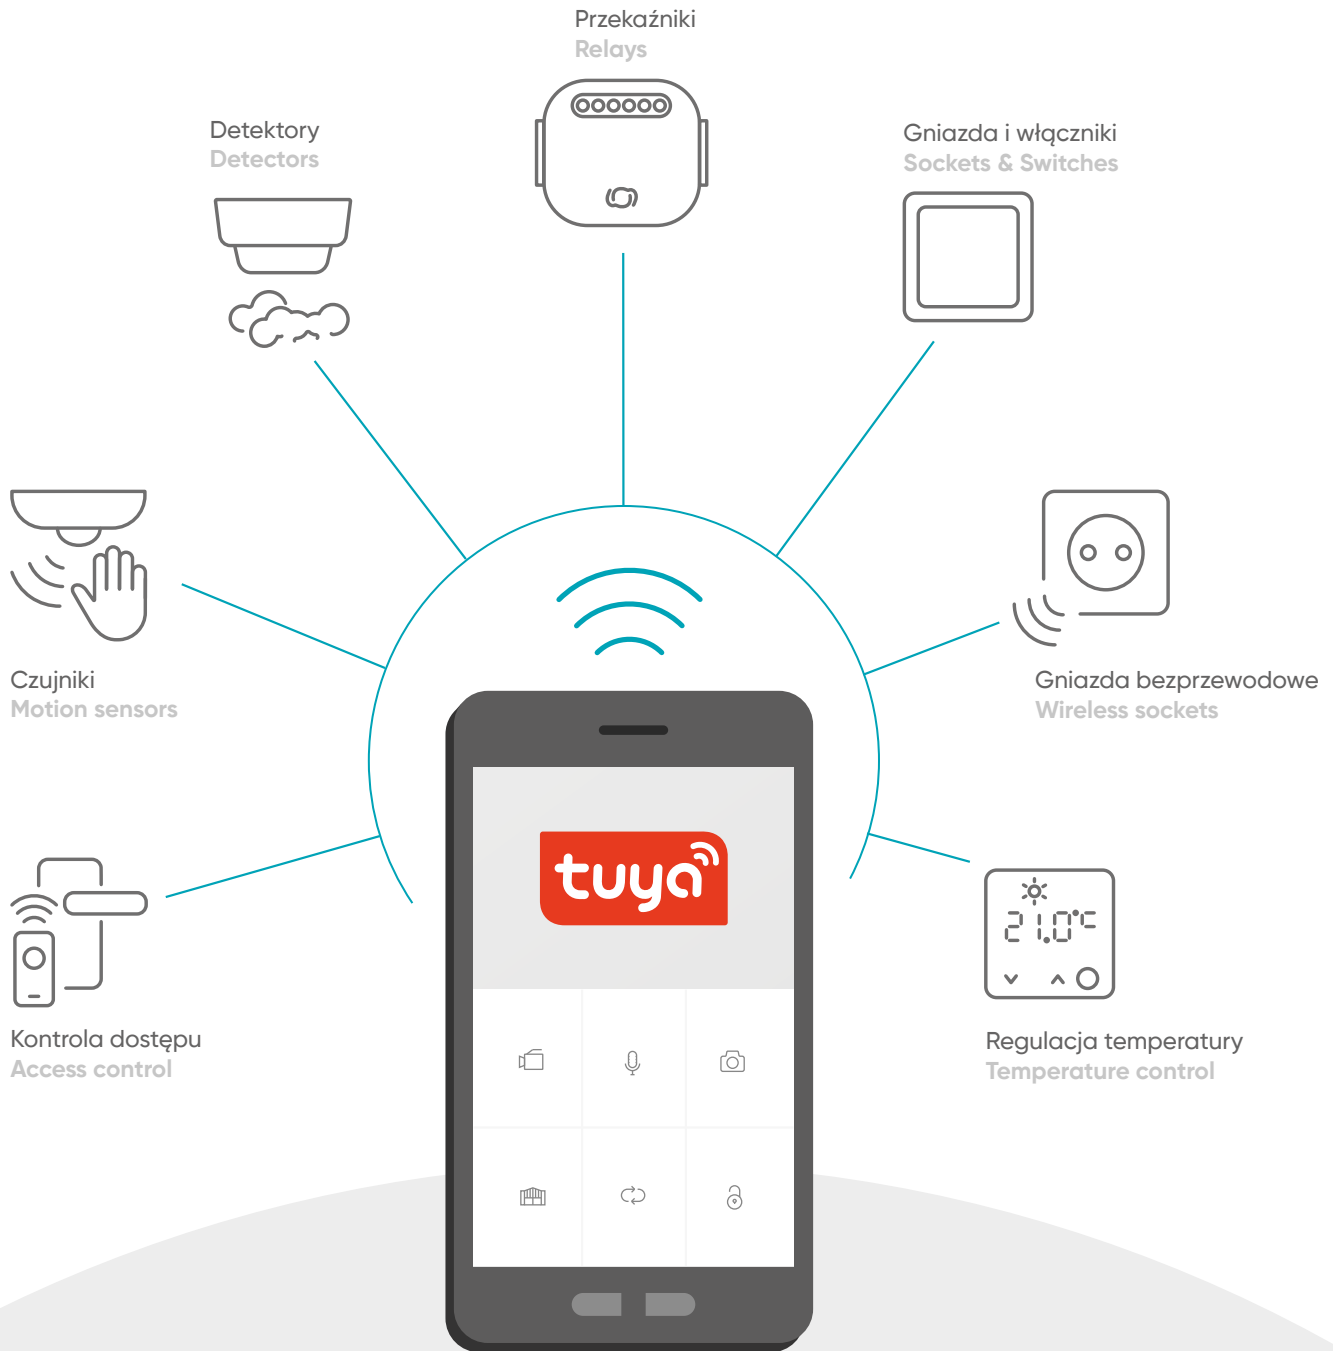 Przekaźniki
Relays
Detektory
Detectors
Gniazda i włączniki
Sockets & Switches
Czujniki
Motion sensors
Gniazda bezprzewodowe
Wireless sockets
tuya
21.0°C
Kontrola dostępu
Access control
Regulacja temperatury
Temperature control